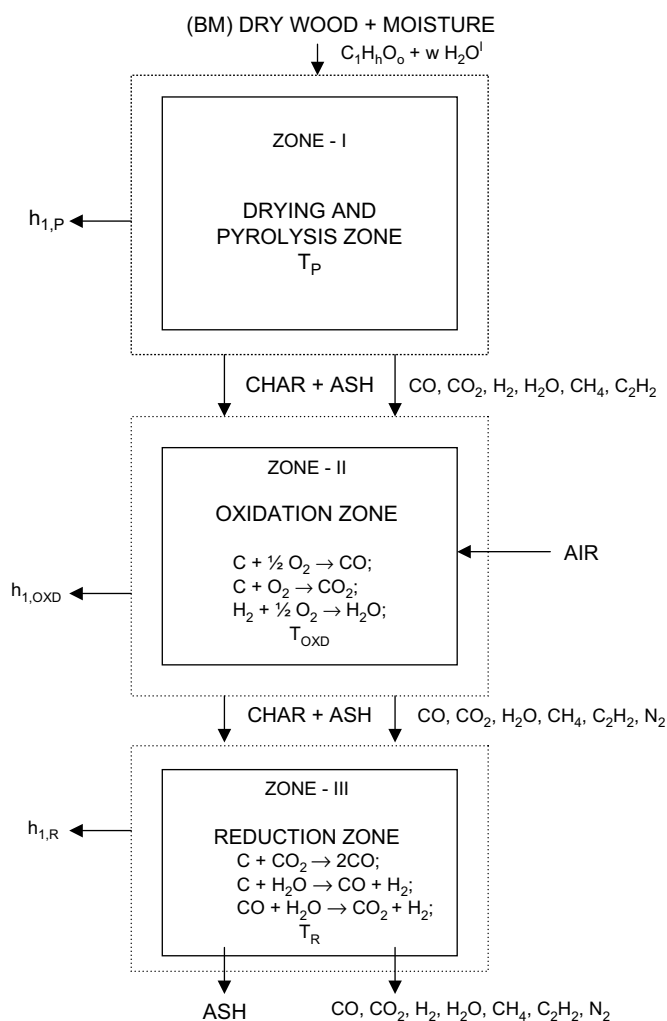 (BM) DRY WOOD + MOISTURE
C₁HₕOₒ + w H₂Oˡ
ZONE - I
h₁,P
DRYING AND
PYROLYSIS ZONE
T_P
CHAR + ASH
CO, CO₂, H₂, H₂O, CH₄, C₂H₂
ZONE - II
OXIDATION ZONE
AIR
C + ½ O₂ → CO;
C + O₂ → CO₂;
h₁,OXD
H₂ + ½ O₂ → H₂O;
T_OXD
CHAR + ASH
CO, CO₂, H₂O, CH₄, C₂H₂, N₂
ZONE - III
h₁,R
REDUCTION ZONE
C + CO₂ → 2CO;
C + H₂O → CO + H₂;
CO + H₂O → CO₂ + H₂;
T_R
ASH
CO, CO₂, H₂, H₂O, CH₄, C₂H₂, N₂